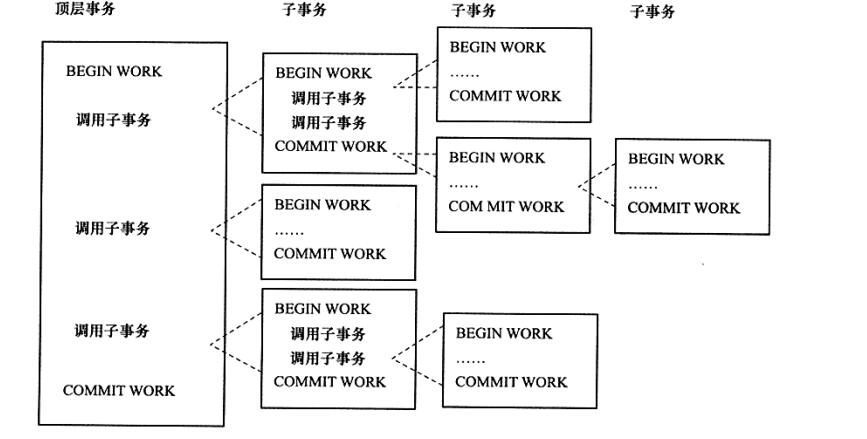 顶层事务
子事务
子事务
子事务
BEGIN WORK
调用子事务
调用子事务
调用子事务
COMMIT WORK
BEGIN WORK
调用子事务
调用子事务
COMMIT WORK
BEGIN WORK
......
COMMIT WORK
BEGIN WORK
调用子事务
调用子事务
COMMIT WORK
BEGIN WORK
......
COMMIT WORK
BEGIN WORK
......
COM MIT WORK
BEGIN WORK
......
COMMIT WORK
BEGIN WORK
......
COMMIT WORK